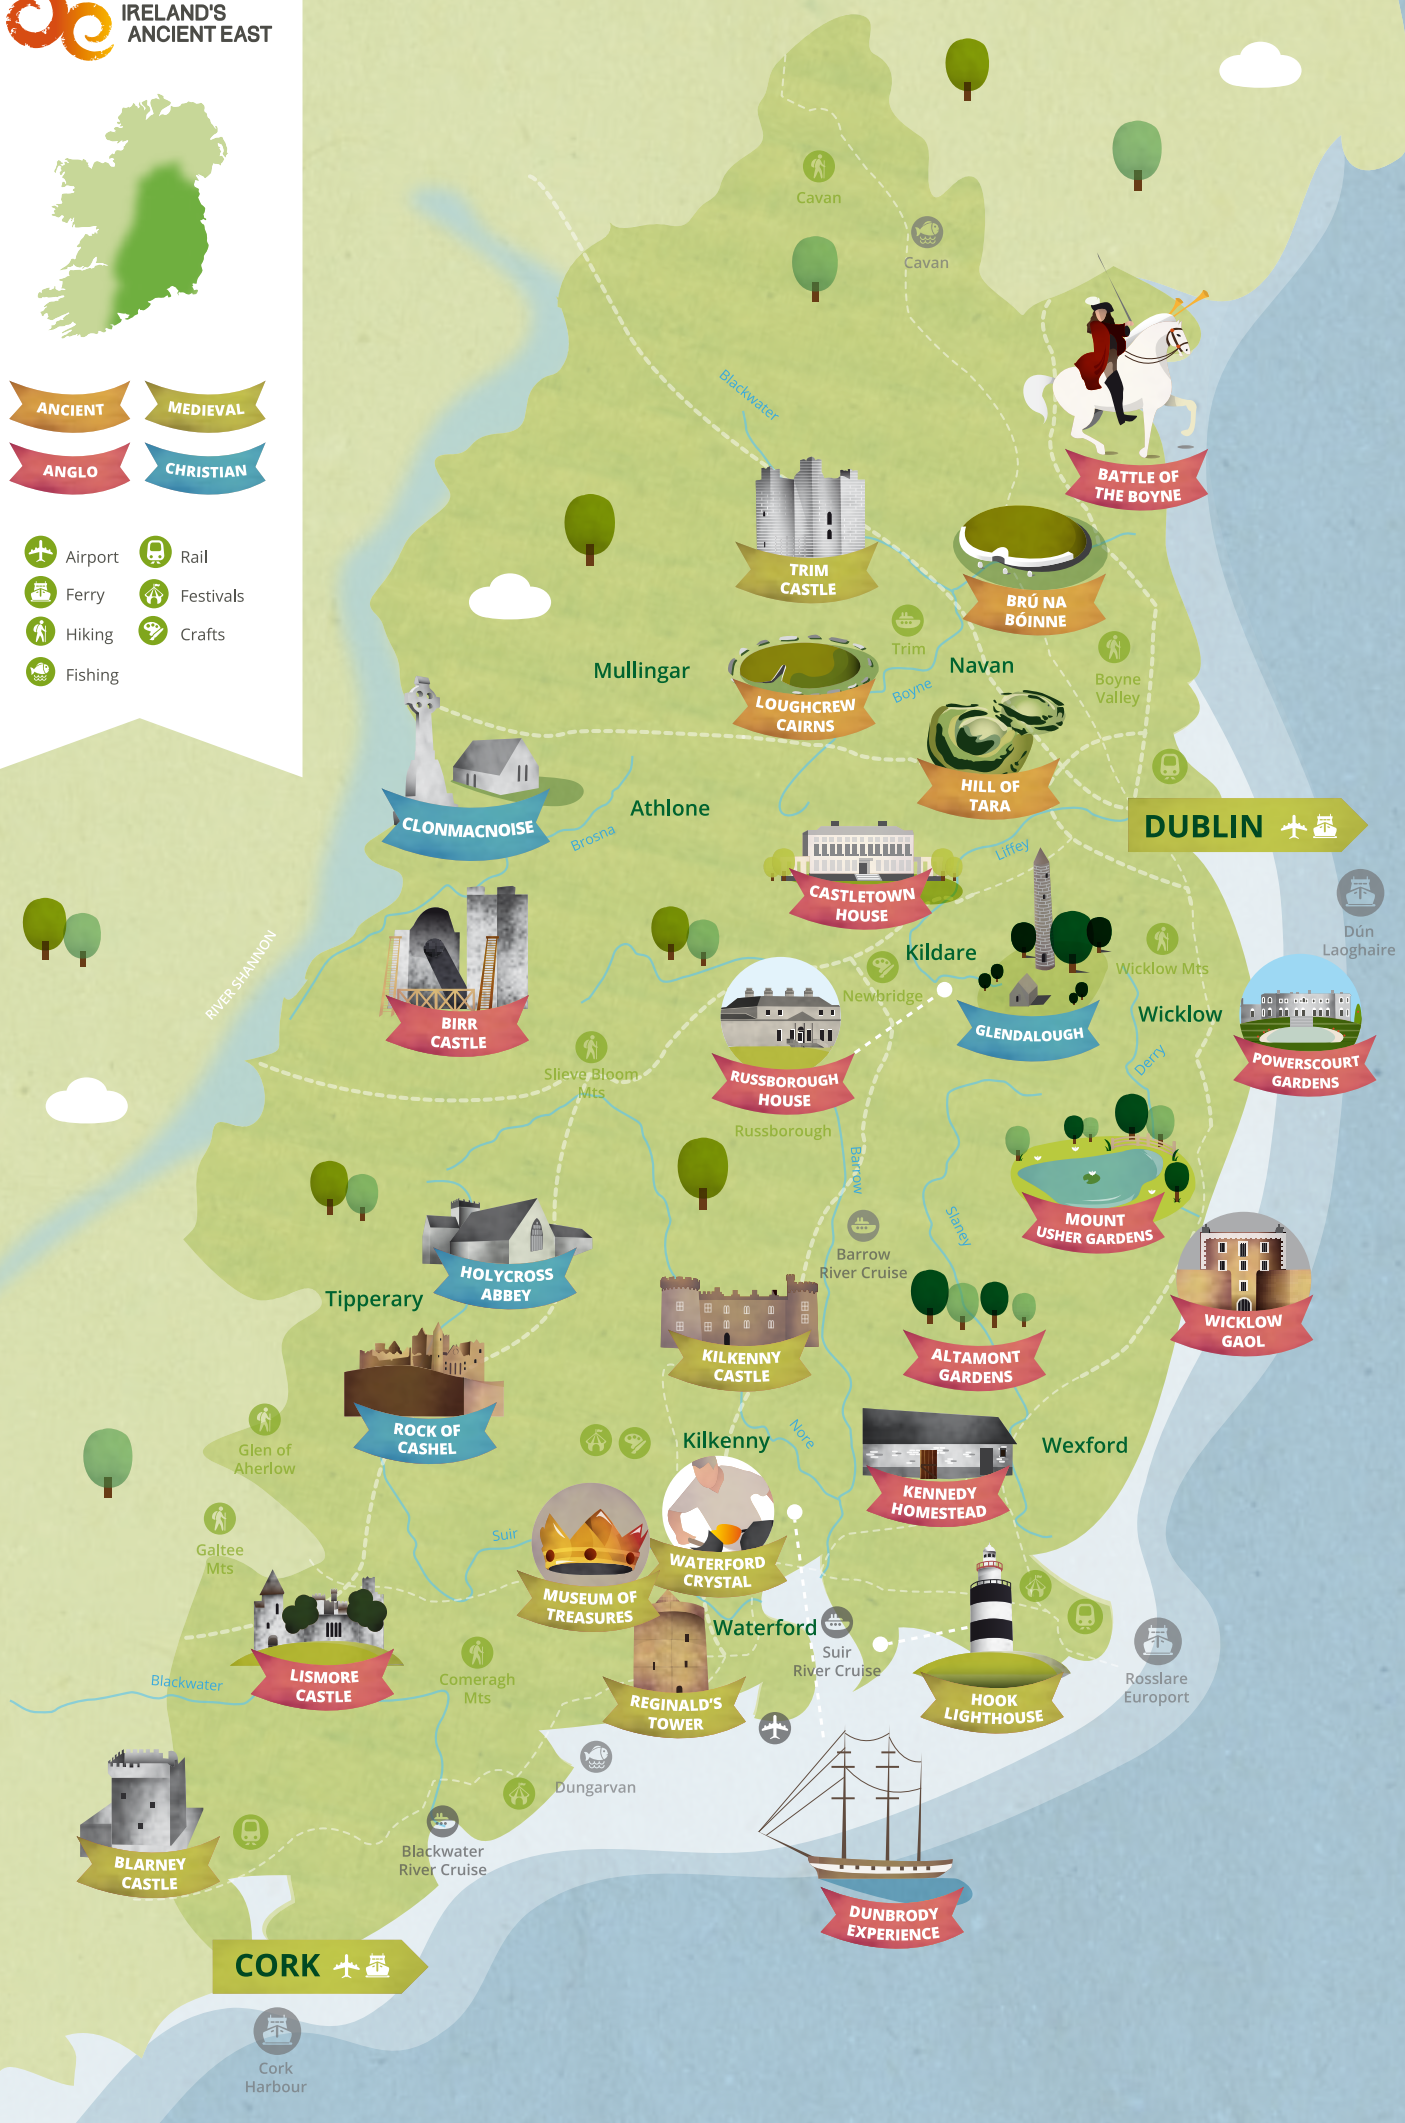 IRELAND'S
ANCIENT EAST
ANCIENT
MEDIEVAL
ANGLO
CHRISTIAN
Airport
Rail
Ferry
Festivals
Hiking
Crafts
Fishing
Cavan
Cavan
Blackwater
BATTLE OF
THE BOYNE
TRIM
CASTLE
BRÚ NA
BÓINNE
Trim
Mullingar
Navan
Boyne
Valley
Boyne
LOUGHCREW
CAIRNS
HILL OF
TARA
Athlone
CLONMACNOISE
Brosna
DUBLIN
Liffey
CASTLETOWN
HOUSE
Dún
Laoghaire
Kildare
Wicklow Mts
RIVER SHANNON
Newbridge
BIRR
CASTLE
GLENDALOUGH
Wicklow
Derry
POWERSCOURT
GARDENS
Slieve Bloom
Mts
RUSSBOROUGH
HOUSE
Russborough
Barrow
Slaney
MOUNT
USHER GARDENS
Barrow
River Cruise
HOLYCROSS
ABBEY
Tipperary
WICKLOW
GAOL
KILKENNY
CASTLE
ALTAMONT
GARDENS
ROCK OF
CASHEL
Glen of
Aherlow
Kilkenny
Nore
Wexford
KENNEDY
HOMESTEAD
Suir
Galtee
Mts
WATERFORD
CRYSTAL
MUSEUM OF
TREASURES
Waterford
Suir
River Cruise
LISMORE
CASTLE
Blackwater
Comeragh
Mts
REGINALD'S
TOWER
HOOK
LIGHTHOUSE
Rosslare
Europort
Dungarvan
Blackwater
River Cruise
BLARNEY
CASTLE
DUNBRODY
EXPERIENCE
CORK
Cork
Harbour